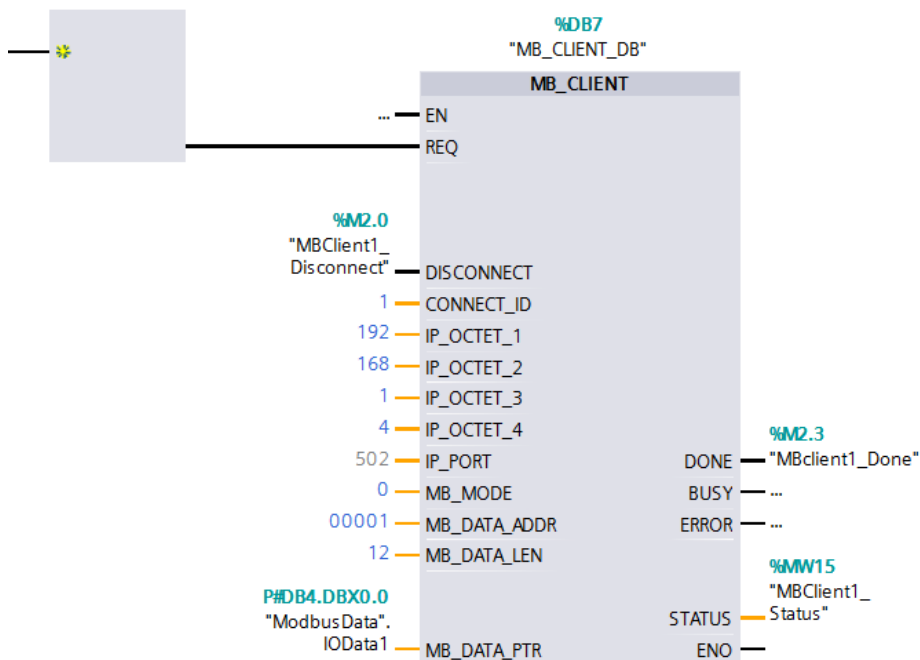 %DB7
"MB_CLIENT_DB"
MB_CLIENT
... EN
REQ
%M2.0
"MBClient1_
Disconnect" DISCONNECT
1 CONNECT_ID
192 IP_OCTET_1
168 IP_OCTET_2
1 IP_OCTET_3
4 IP_OCTET_4
%M2.3
502 IP_PORT DONE "MBclient1_Done"
0 MB_MODE BUSY ...
00001 MB_DATA_ADDR ERROR ...
12 MB_DATA_LEN
%MW15
"MBClient1_
Status"
STATUS
P#DB4.DBX0.0
"ModbusData".
IOData1 MB_DATA_PTR ENO